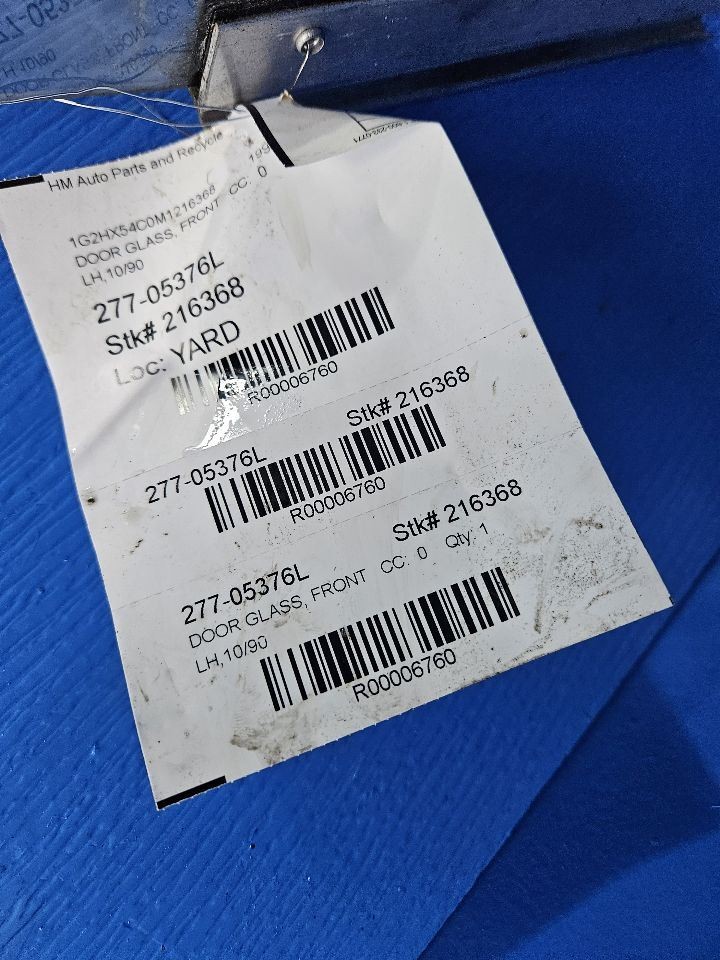 HM Auto Parts and Recycle
199
1G2HX54C0M1216368
DOOR GLASS, FRONT CC: 0
LH,10/90
277-05376L
Stk# 216368
Loc: YARD
R00006760
277-05376L Stk# 216368
R00006760
277-05376L Stk# 216368
DOOR GLASS, FRONT CC: 0 Qty: 1
LH,10/90
R00006760